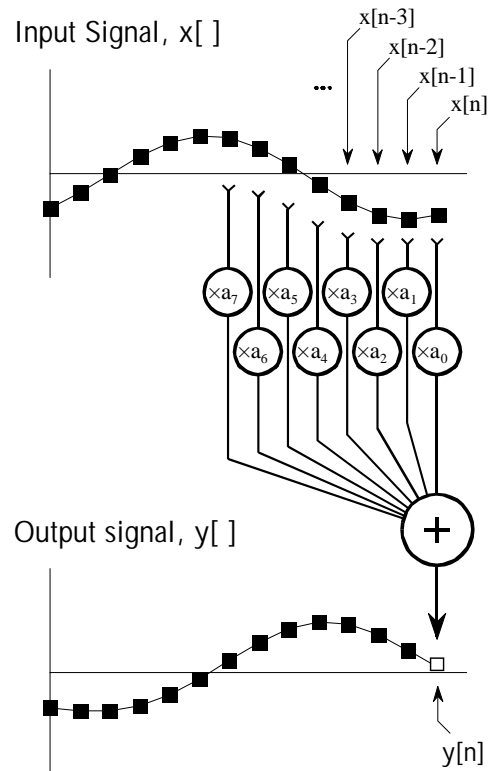 Input Signal, x[ ]
x[n-3]
x[n-2]
x[n-1]
x[n]
...
×a₇
×a₅
×a₃
×a₁
×a₆
×a₄
×a₂
×a₀
+
Output signal, y[ ]
y[n]